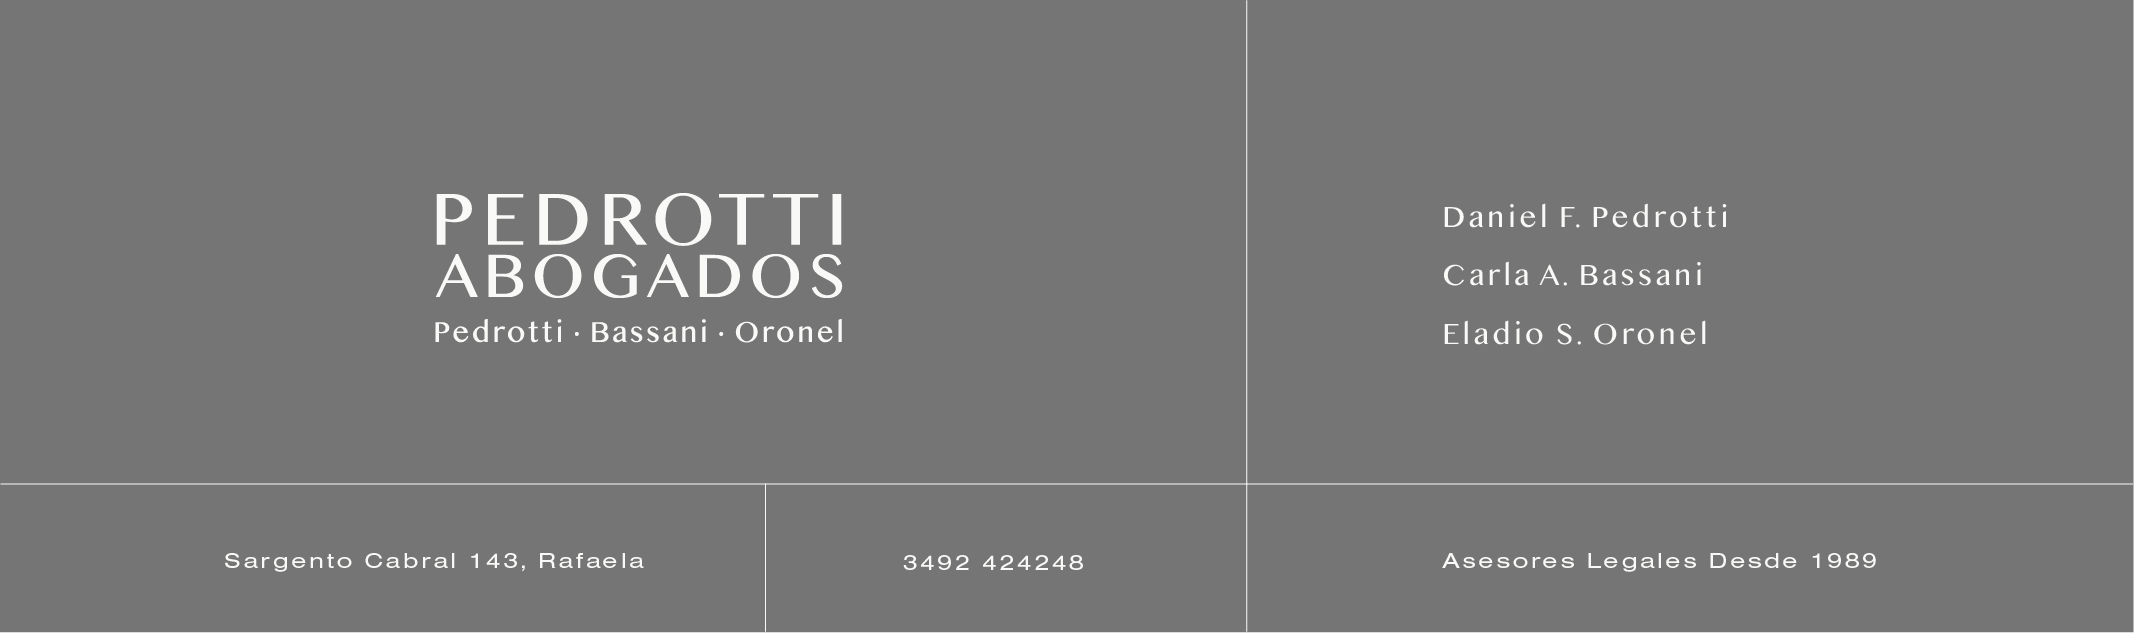 PEDROTTI
ABOGADOS
Pedrotti · Bassani · Oronel
Daniel F. Pedrotti
Carla A. Bassani
Eladio S. Oronel
Sargento Cabral 143, Rafaela
3492 424248
Asesores Legales Desde 1989